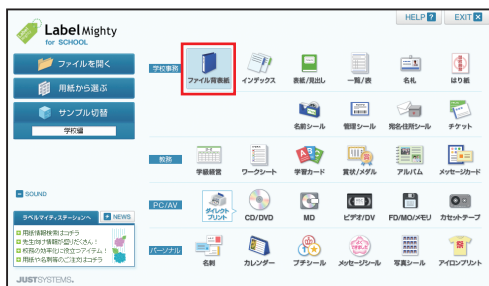 HELP ? EXIT ×
Label Mighty
for SCHOOL
ファイルを開く
用紙から選ぶ
サンプル切替
学校編
学校事務
ファイル背表紙
インデックス
表紙/見出し
一覧/表
名札
はり紙
名前シール
管理シール
宛名・住所シール
チケット
教務
学級経営
ワークシート
学習カード
賞状/メダル
アルバム
メッセージカード
PC/AV
ダイレクト
プリント
CD/DVD
MD
ビデオ/DV
FD/MO/メモリ
カセットテープ
パーソナル
名刺
カレンダー
プチシール
メッセージシール
写真シール
アイロンプリント
SOUND
ラベルマイティステーションへ
NEWS
用紙情報検索はコチラ
先生向け情報が盛りだくさん！
校務の効率化に役立つアイテム！
用紙や名刺等のご注文はコチラ
JUSTSYSTEMS.